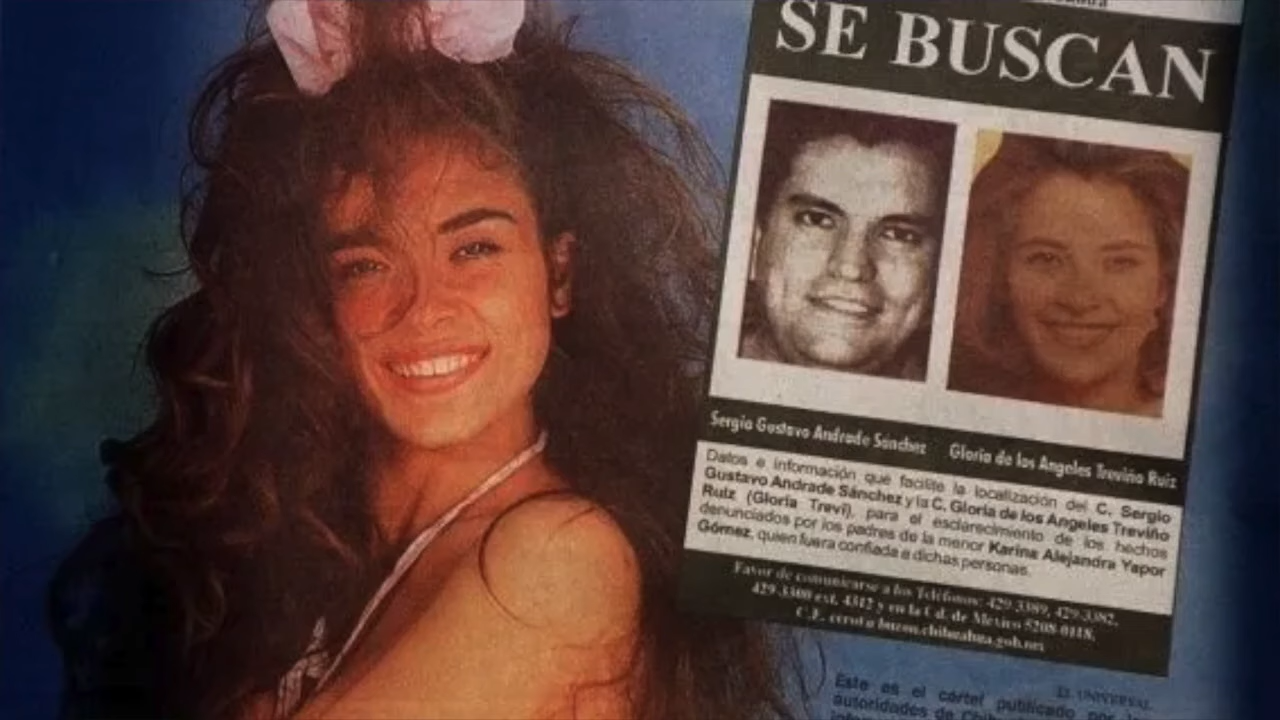 SE BUSCAN
Sergio Gustavo Andrade Sánchez
Gloria de los Angeles Treviño Ruiz
Datos e información que facilite la localización del C. Sergio
Gustavo Andrade Sánchez y la C. Gloria de los Angeles Treviño
Ruiz (Gloria Trevi), para el esclarecimiento de los hechos
denunciados por los padres de la menor Karina Alejandra Yapor
Gómez, quien fuera confiada a dichas personas.
Favor de comunicarse a los Teléfonos: 429-3389, 429-3382,
429-3300 ext. 4312 y en la Cd. de México 5208-0118,
buzon.chihuahua.gob.mx
EL UNIVERSAL
Este es el cartel publicado por
autoridades de